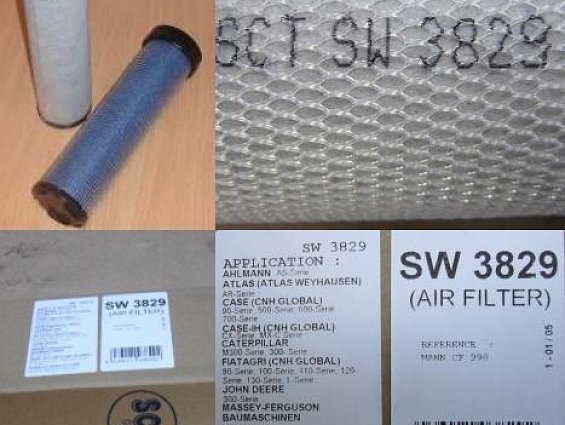 SCT SW 3829
SW 3829
(AIR FILTER)
SW 3829
APPLICATION :
AHLMANN AS-Serie
ATLAS (ATLAS WEYHAUSEN)
AR-Serie
CASE (CNH GLOBAL)
90-Serie, 500-Serie, 600-Serie
700-Serie
CASE-IH (CNH GLOBAL)
CX-Serie, MX-C Serie
CATERPILLAR
M300-Serie, 300- Serie
FIATAGRI (CNH GLOBAL)
90-Serie, 100-Serie, 110-Serie, 120-
Serie, 130-Serie, L-Serie
JOHN DEERE
300-Serie
MASSEY-FERGUSON
BAUMASCHINEN
SW 3829
(AIR FILTER)
REFERENCE :
MANN CF 990
1 - 01 / 05
SC